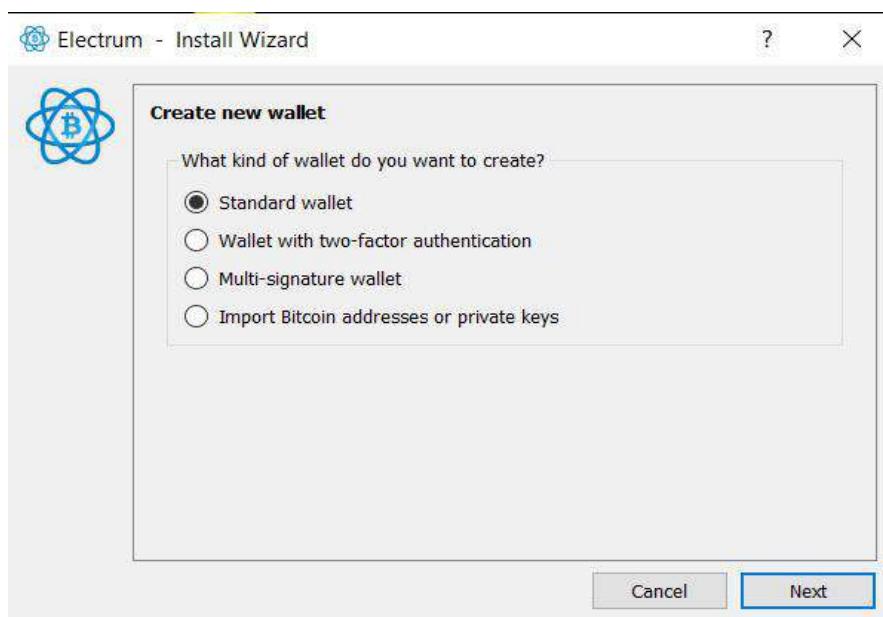 Electrum - Install Wizard
Create new wallet
What kind of wallet do you want to create?
Standard wallet
Wallet with two-factor authentication
Multi-signature wallet
Import Bitcoin addresses or private keys
Cancel Next